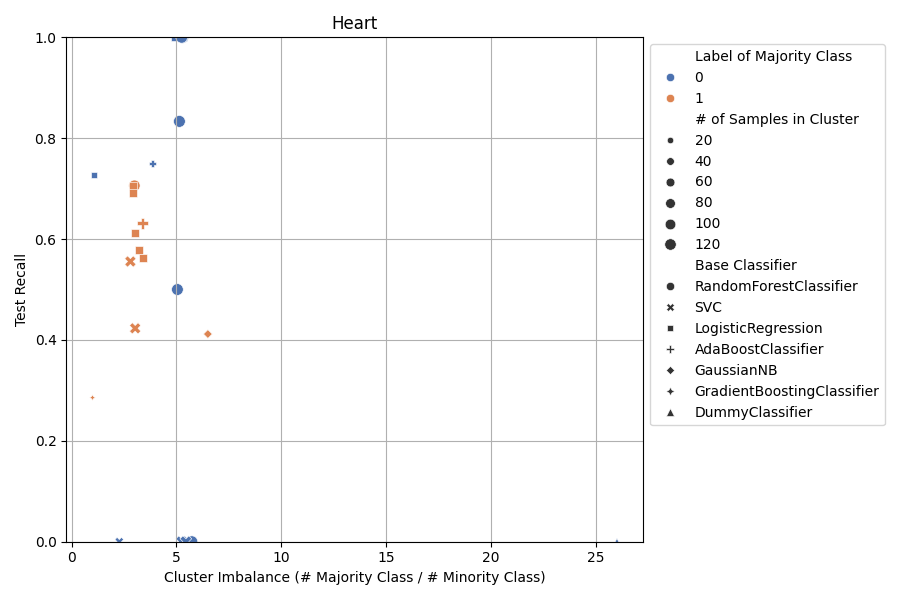 Heart
1.0
0.8
0.6
0.4
0.2
0.0
Test Recall
0
5
10
15
20
25
Cluster Imbalance (# Majority Class / # Minority Class)
Label of Majority Class
0
1
# of Samples in Cluster
20
40
60
80
100
120
Base Classifier
RandomForestClassifier
SVC
LogisticRegression
AdaBoostClassifier
GaussianNB
GradientBoostingClassifier
DummyClassifier